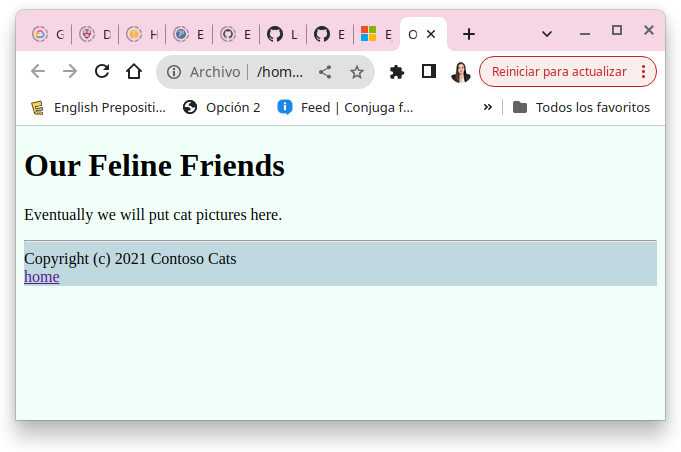 G D H E E L E E O
Archivo /hom... Reiniciar para actualizar
English Prepositi... Opción 2 Feed | Conjuga f... » Todos los favoritos
Our Feline Friends
Eventually we will put cat pictures here.
Copyright (c) 2021 Contoso Cats
home